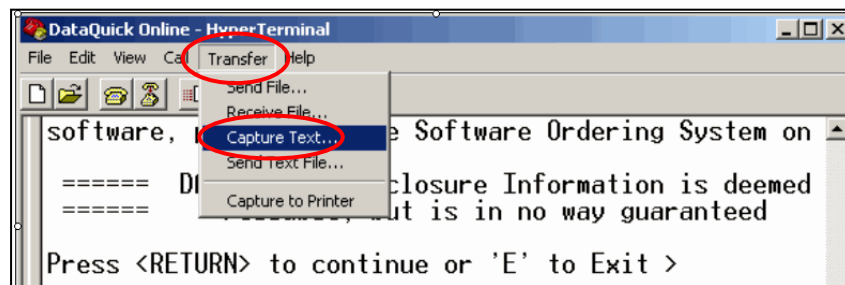 DataQuick Online - HyperTerminal
File Edit View Call Transfer Help
Send File...
Receive File...
Capture Text...
Send Text File...
Capture to Printer
software, e Software Ordering System on
====== closure Information is deemed
====== but is in no way guaranteed
Press <RETURN> to continue or 'E' to Exit >